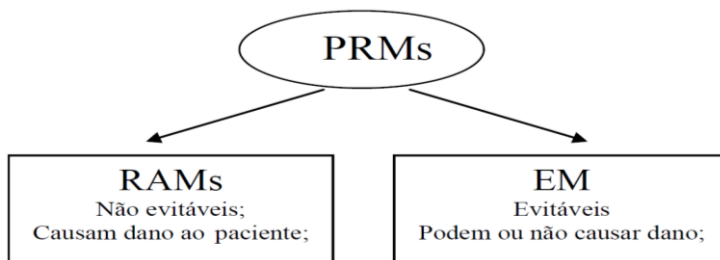 PRMs
RAMs
Não evitáveis;
Causam dano ao paciente;
EM
Evitáveis
Podem ou não causar dano;